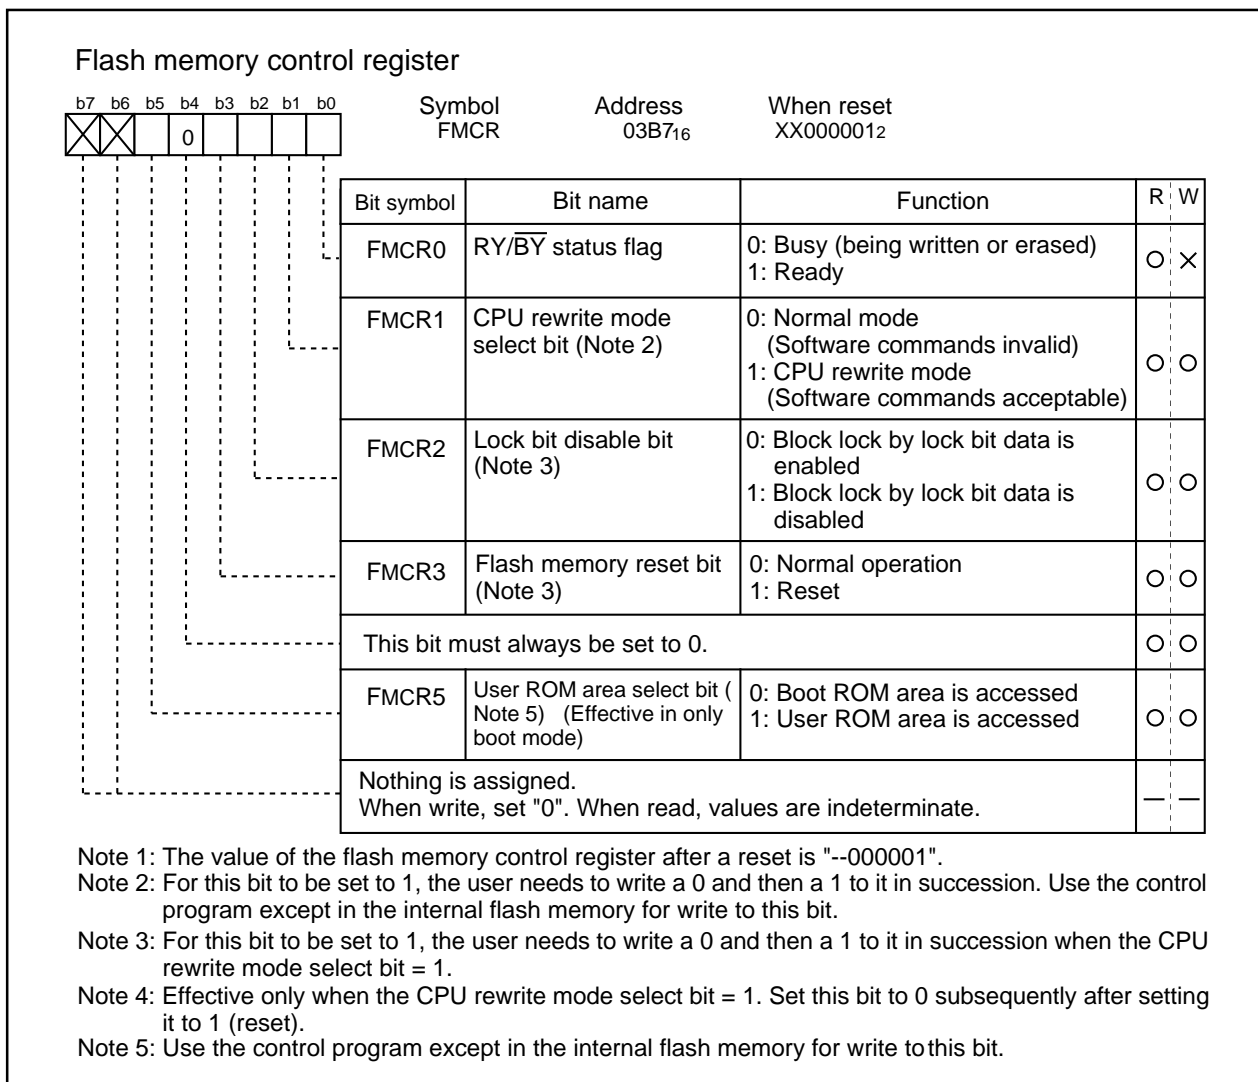 Flash memory control register
b7 b6 b5 b4 b3 b2 b1 b0
Symbol Address When reset
FMCR 03B716 XX0000012
0
Bit symbol Bit name Function R W
FMCR0 RY/BY status flag 0: Busy (being written or erased)
1: Ready
FMCR1 CPU rewrite mode 0: Normal mode
select bit (Note 2) (Software commands invalid)
1: CPU rewrite mode
(Software commands acceptable)
FMCR2 Lock bit disable bit 0: Block lock by lock bit data is
(Note 3) enabled
1: Block lock by lock bit data is
disabled
FMCR3 Flash memory reset bit 0: Normal operation
(Note 3) 1: Reset
This bit must always be set to 0.
FMCR5 User ROM area select bit ( 0: Boot ROM area is accessed
Note 5) (Effective in only 1: User ROM area is accessed
boot mode)
Nothing is assigned.
When write, set "0". When read, values are indeterminate.
Note 1: The value of the flash memory control register after a reset is "--000001".
Note 2: For this bit to be set to 1, the user needs to write a 0 and then a 1 to it in succession. Use the control
program except in the internal flash memory for write to this bit.
Note 3: For this bit to be set to 1, the user needs to write a 0 and then a 1 to it in succession when the CPU
rewrite mode select bit = 1.
Note 4: Effective only when the CPU rewrite mode select bit = 1. Set this bit to 0 subsequently after setting
it to 1 (reset).
Note 5: Use the control program except in the internal flash memory for write to this bit.